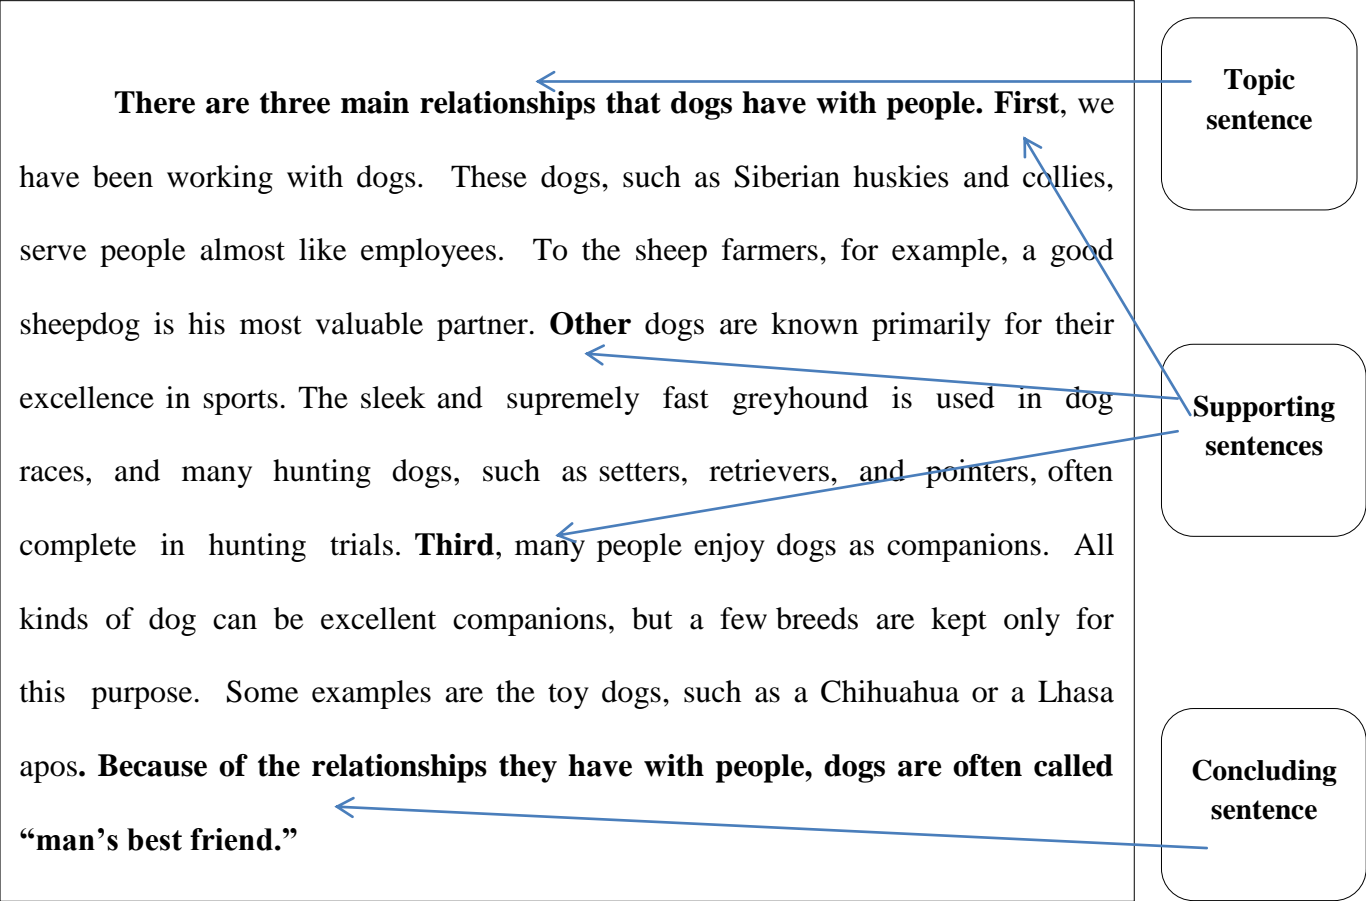 There are three main relationships that dogs have with people. First, we
have been working with dogs. These dogs, such as Siberian huskies and collies,
serve people almost like employees. To the sheep farmers, for example, a good
sheepdog is his most valuable partner. Other dogs are known primarily for their
excellence in sports. The sleek and supremely fast greyhound is used in dog
races, and many hunting dogs, such as setters, retrievers, and pointers, often
complete in hunting trials. Third, many people enjoy dogs as companions. All
kinds of dog can be excellent companions, but a few breeds are kept only for
this purpose. Some examples are the toy dogs, such as a Chihuahua or a Lhasa
apos. Because of the relationships they have with people, dogs are often called
“man’s best friend.”
Topic
sentence
Supporting
sentences
Concluding
sentence